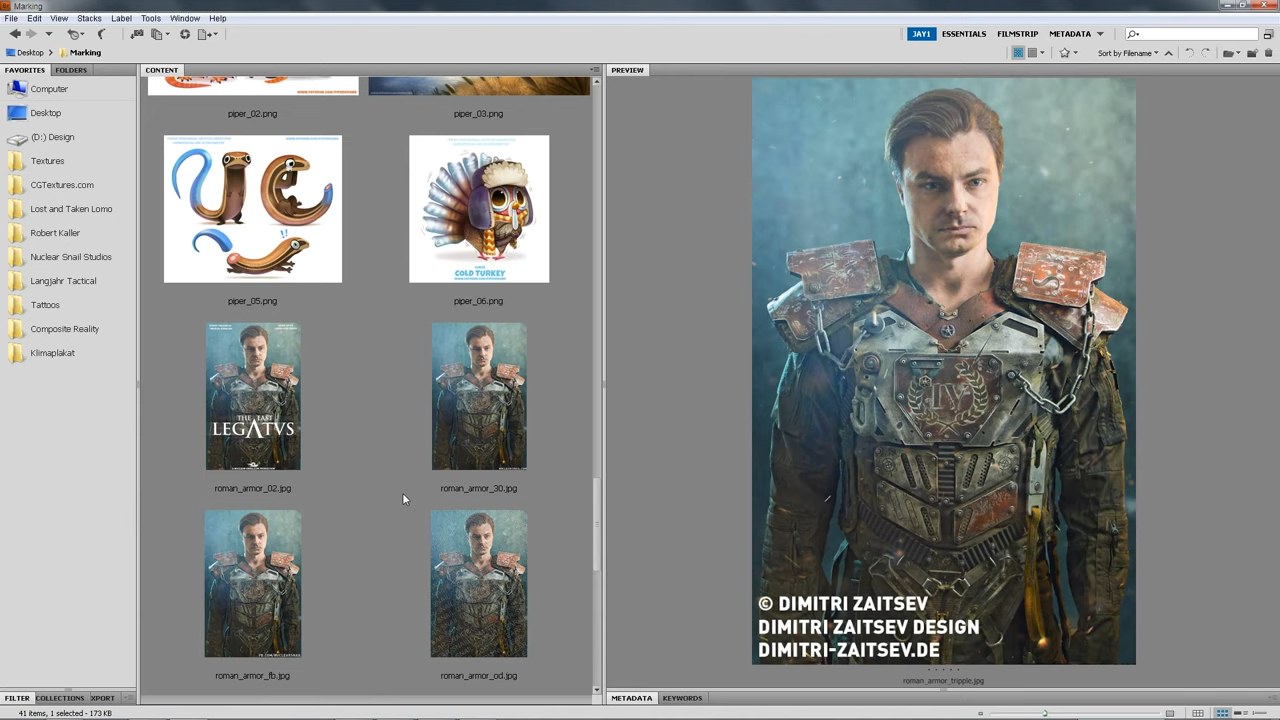 Br Marking
File Edit View Stacks Label Tools Window Help
JAY1 ESSENTIALS FILMSTRIP METADATA
Desktop Marking
Sort by Filename
FAVORITES FOLDERS
Computer
Desktop
(D:) Design
Textures
CGTextures.com
Lost and Taken Lomo
Robert Kaller
Nuclear Snail Studios
Langjahr Tactical
Tattoos
Composite Reality
Klimaplakat
FILTER COLLECTIONS XPORT
CONTENT
piper_02.png
piper_03.png
COLD TURKEY
piper_05.png
piper_06.png
THE LAST
LEGATVS
roman_armor_02.jpg
roman_armor_30.jpg
roman_armor_fb.jpg
roman_armor_od.jpg
PREVIEW
IV
© DIMITRI ZAITSEV
DIMITRI ZAITSEV DESIGN
DIMITRI-ZAITSEV.DE
roman_armor_tripple.jpg
METADATA KEYWORDS
41 items, 1 selected - 173 KB